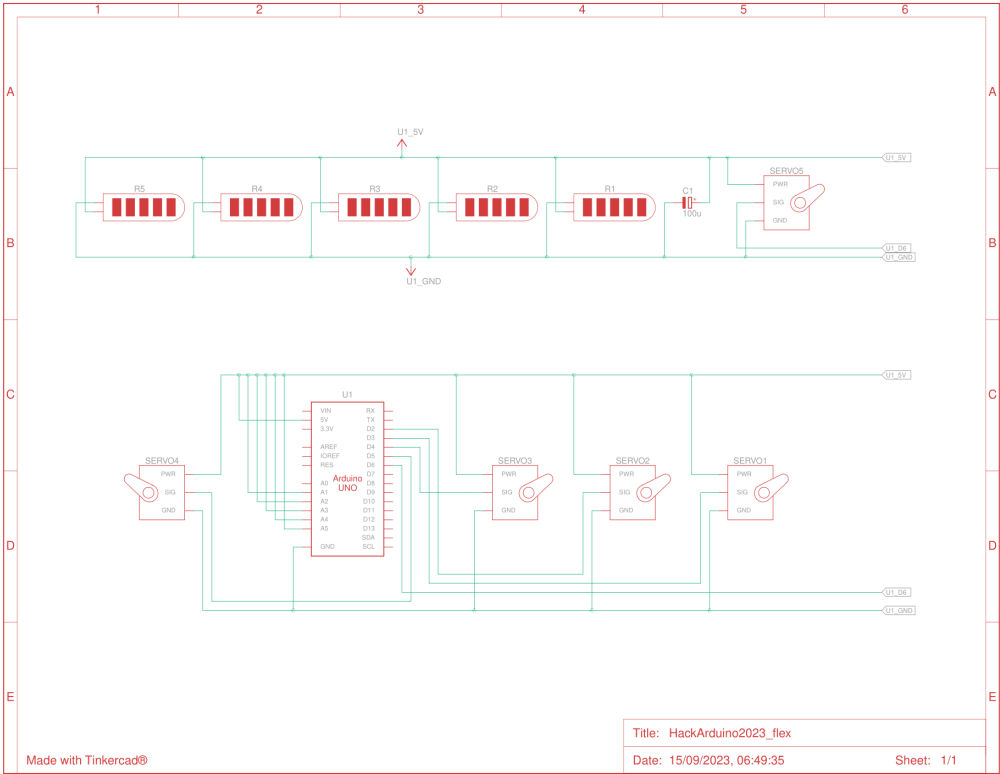 1 2 3 4 5 6
A A
U1_5V
U1_5V
R5 R4 R3 R2 R1 C1 100u
SERVO5
PWR
SIG
GND
B B
U1_D6
U1_GND
U1_GND
U1_5V
C C
U1
VIN RX
5V TX
3.3V D2
D3
AREF D4
IOREF D5
RES D6
D7
A0 D8
A1 D9
A2 D10
A3 D11
A4 D12
A5 D13
SDA
GND SCL
Arduino
UNO
SERVO4
PWR
SIG
GND
SERVO3
PWR
SIG
GND
SERVO2
PWR
SIG
GND
SERVO1
PWR
SIG
GND
D D
U1_D6
U1_GND
E E
Title: HackArduino2023_flex
Made with Tinkercad®
Date: 15/09/2023, 06:49:35 Sheet: 1/1